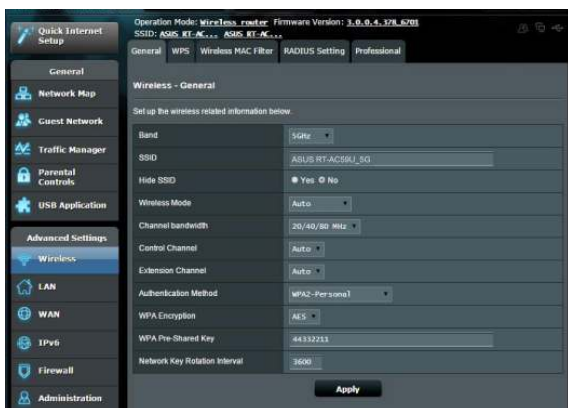 Quick Internet Setup
Operation Mode: Wireless router Firmware Version: 3.0.0.4.378_6701
SSID: ASUS RT-AC... ASUS RT-AC...
General WPS Wireless MAC Filter RADIUS Setting Professional
General
Network Map
Guest Network
Traffic Manager
Parental Controls
USB Application
Advanced Settings
Wireless
LAN
WAN
IPv6
Firewall
Administration
Wireless - General
Set up the wireless related information below.
Band 5GHz
SSID ASUS RT-AC59U_5G
Hide SSID Yes No
Wireless Mode Auto
Channel bandwidth 20/40/80 MHz
Control Channel Auto
Extension Channel Auto
Authentication Method WPA2-Personal
WPA Encryption AES
WPA Pre-Shared Key 44332211
Network Key Rotation Interval 3600
Apply